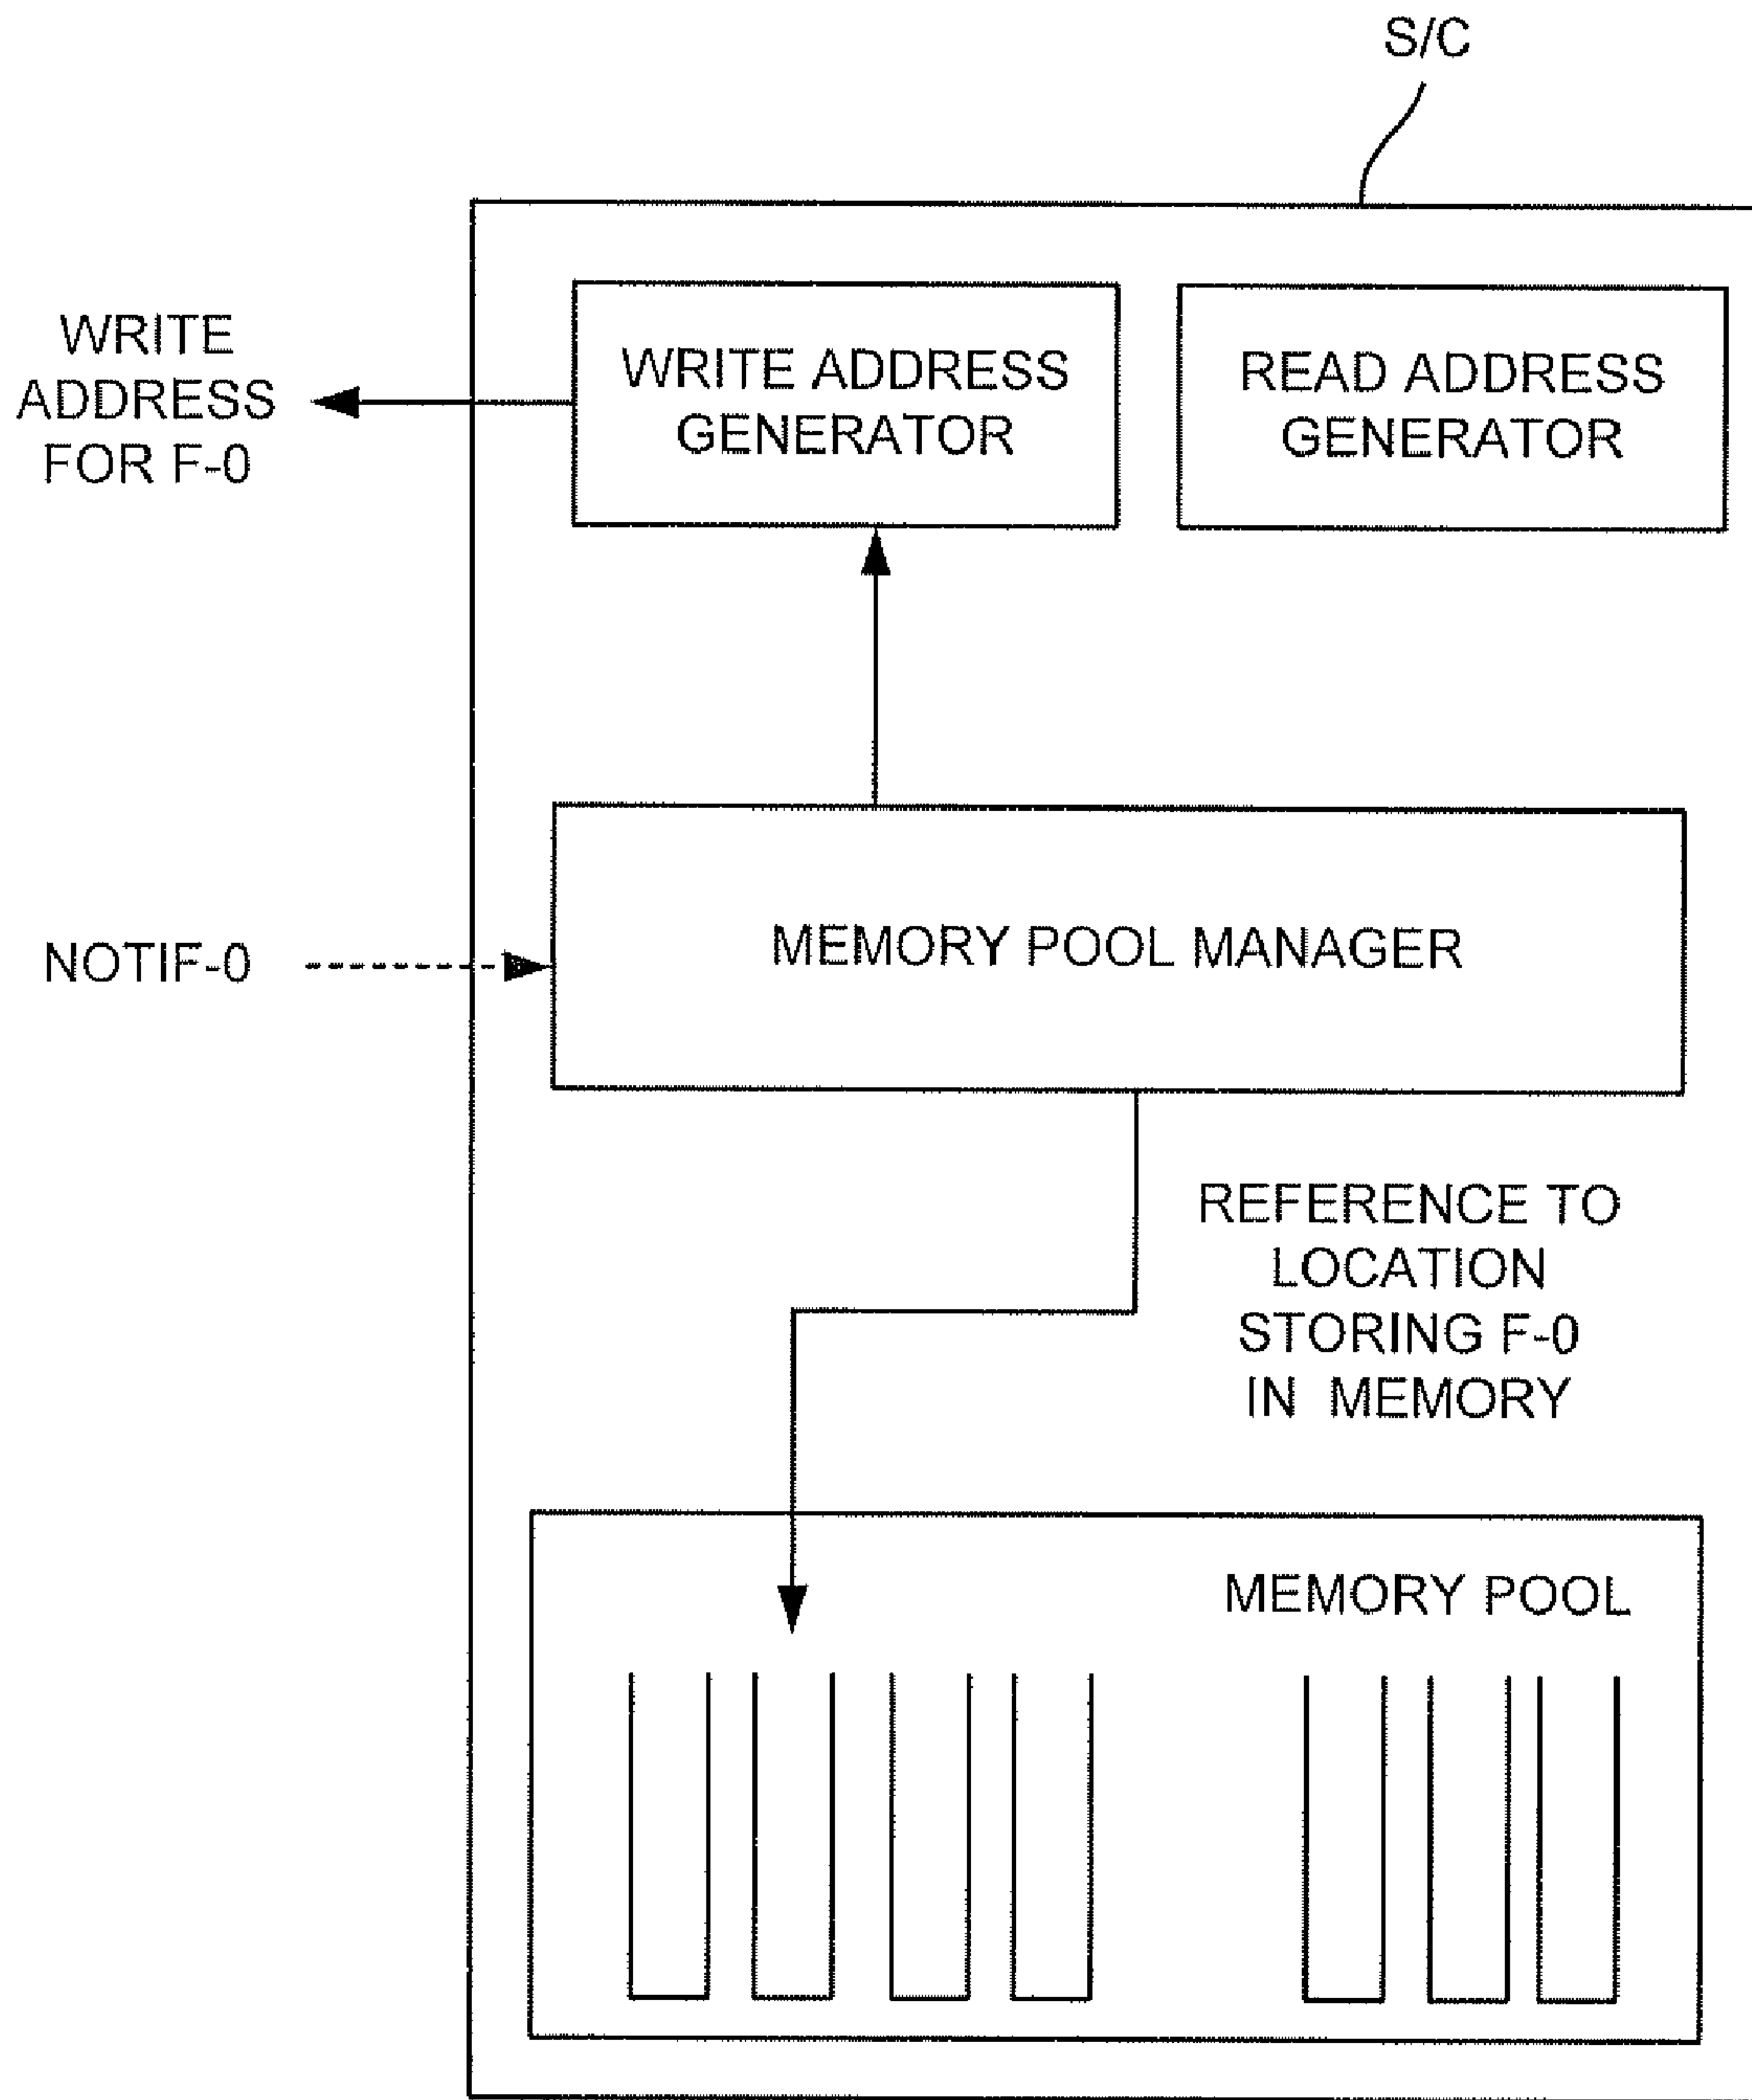 S/C
WRITE
ADDRESS
FOR F-0
WRITE ADDRESS
GENERATOR
READ ADDRESS
GENERATOR
NOTIF-0
MEMORY POOL MANAGER
REFERENCE TO
LOCATION
STORING F-0
IN MEMORY
MEMORY POOL